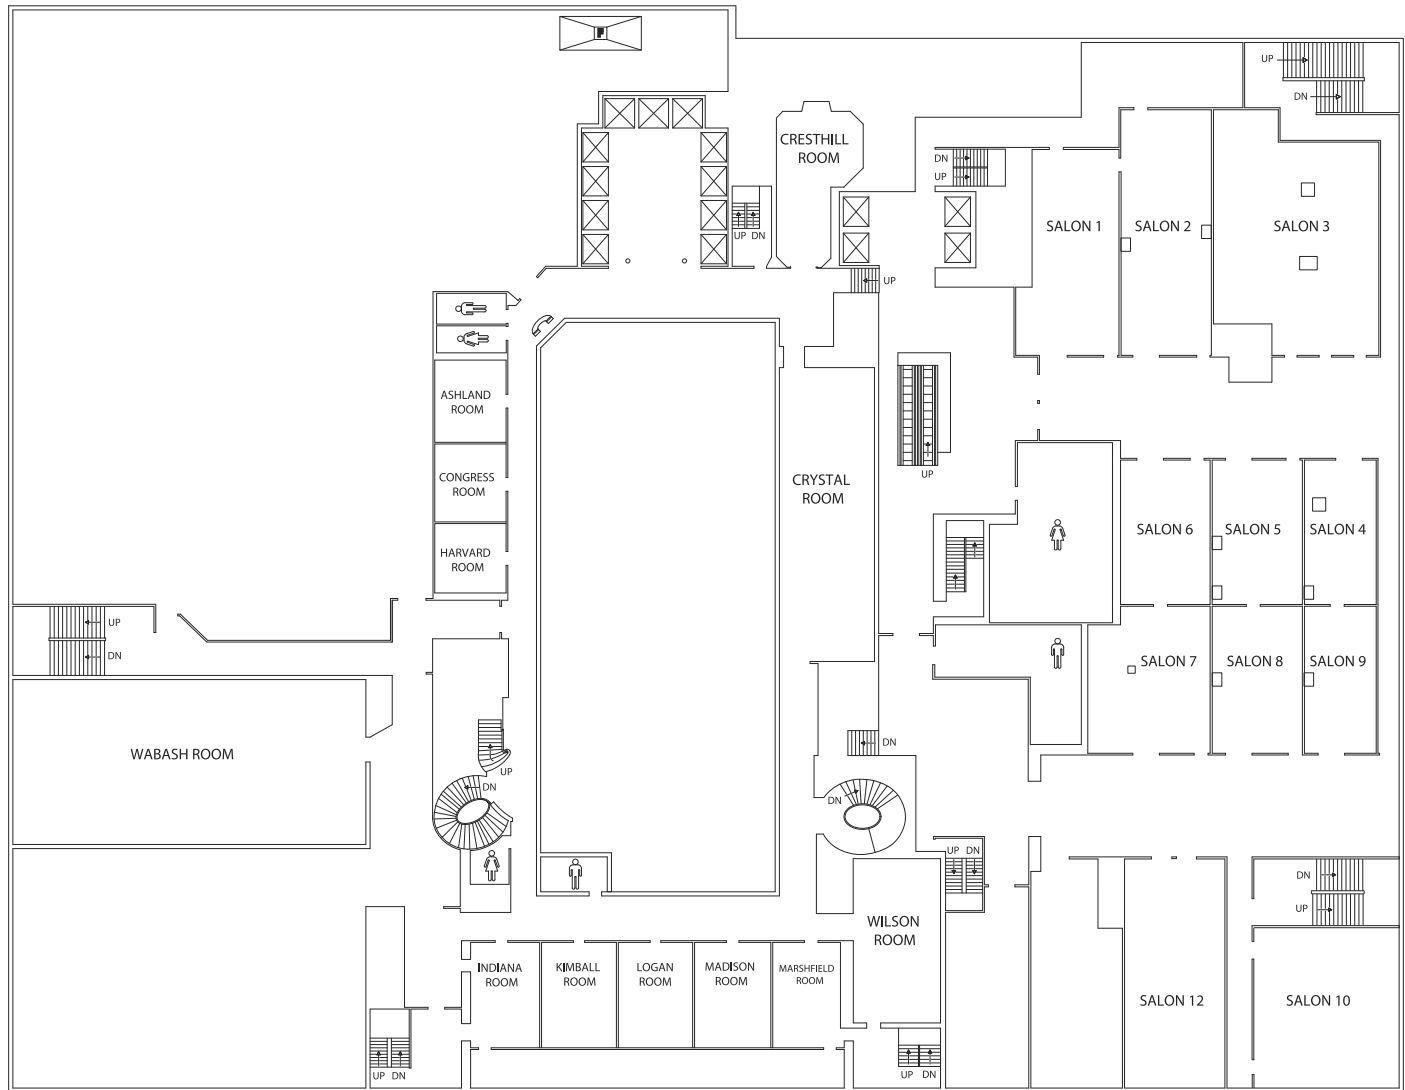 UP
DN
CRESTHILL
ROOM
DN
UP
SALON 1
SALON 2
SALON 3
UP DN
UP
ASHLAND
ROOM
CONGRESS
ROOM
HARVARD
ROOM
CRYSTAL
ROOM
UP
SALON 6
SALON 5
SALON 4
UP
DN
SALON 7
SALON 8
SALON 9
WABASH ROOM
UP
DN
DN
DN
UP DN
DN
UP
WILSON
ROOM
INDIANA
ROOM
KIMBALL
ROOM
LOGAN
ROOM
MADISON
ROOM
MARSHFIELD
ROOM
SALON 12
SALON 10
UP DN
UP DN